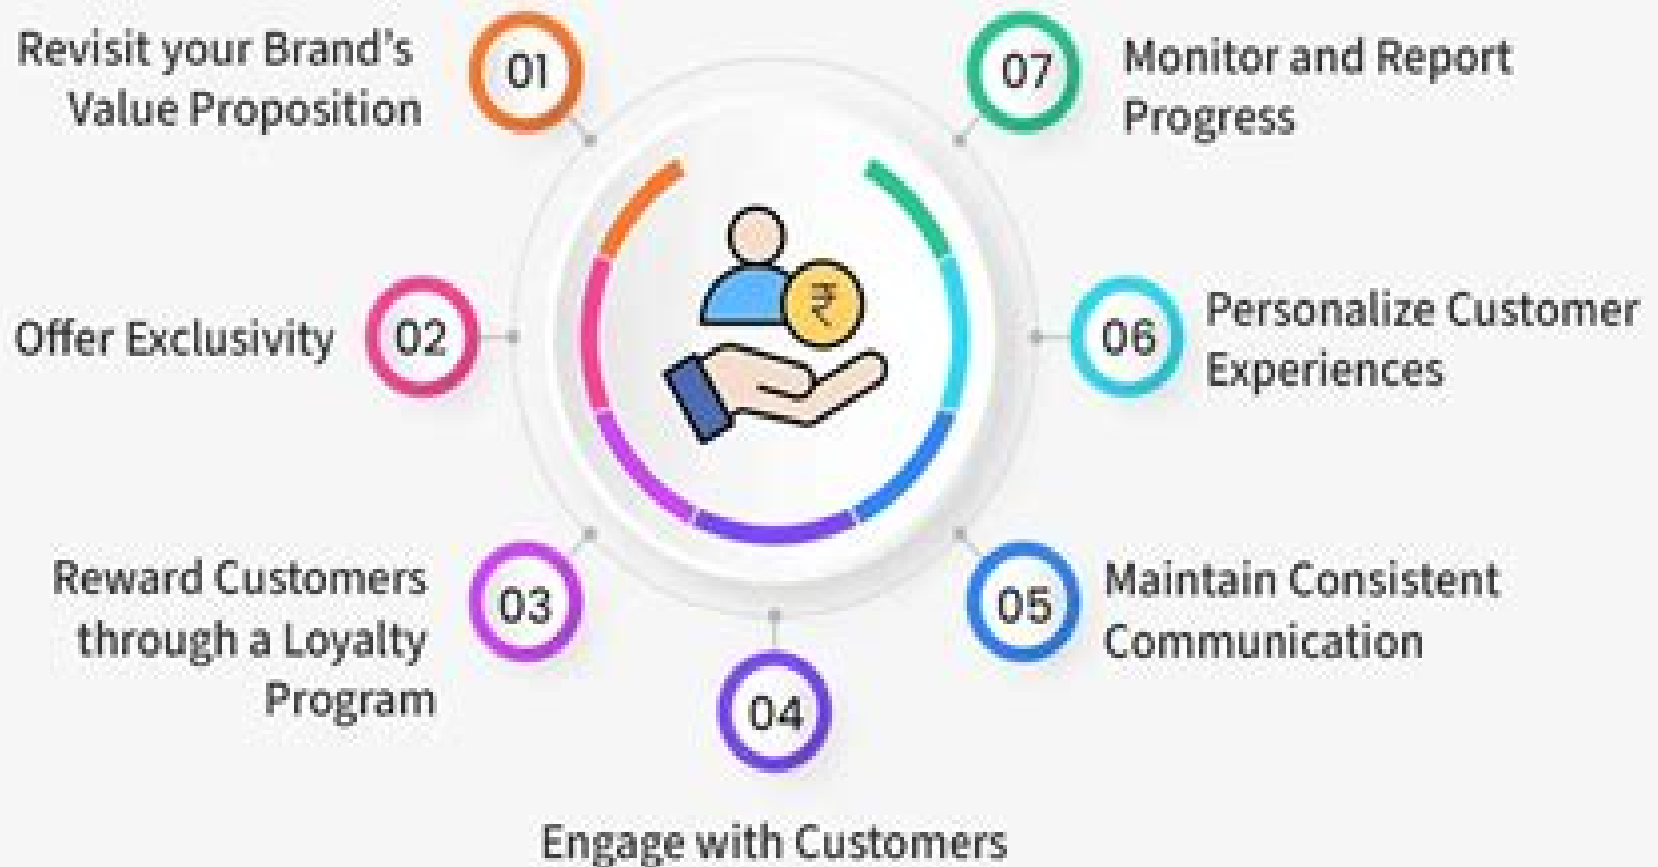 01
Revisit your Brand's
Value Proposition
02
Offer Exclusivity
03
Reward Customers
through a Loyalty
Program
04
Engage with Customers
05
Maintain Consistent
Communication
06
Personalize Customer
Experiences
07
Monitor and Report
Progress
₹